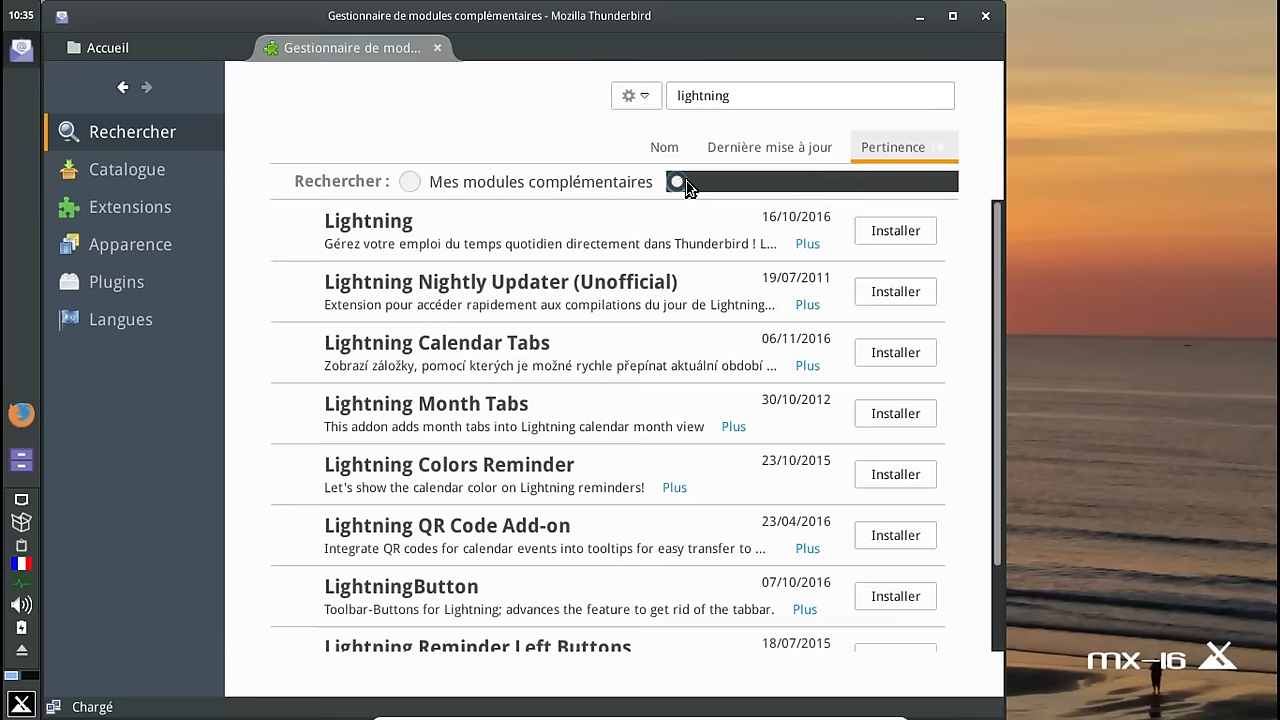 10:35
Gestionnaire de modules complémentaires - Mozilla Thunderbird
Accueil
Gestionnaire de mod...
lightning
Rechercher
Catalogue
Extensions
Apparence
Plugins
Langues
Nom
Dernière mise à jour
Pertinence
Rechercher :
Mes modules complémentaires
Lightning
16/10/2016
Installer
Gérez votre emploi du temps quotidien directement dans Thunderbird ! L...
Plus
Lightning Nightly Updater (Unofficial)
19/07/2011
Installer
Extension pour accéder rapidement aux compilations du jour de Lightning...
Plus
Lightning Calendar Tabs
06/11/2016
Installer
Zobrazí záložky, pomocí kterých je možné rychle přepínat aktuální období ...
Plus
Lightning Month Tabs
30/10/2012
Installer
This addon adds month tabs into Lightning calendar month view
Plus
Lightning Colors Reminder
23/10/2015
Installer
Let's show the calendar color on Lightning reminders!
Plus
Lightning QR Code Add-on
23/04/2016
Installer
Integrate QR codes for calendar events into tooltips for easy transfer to ...
Plus
LightningButton
07/10/2016
Installer
Toolbar-Buttons for Lightning; advances the feature to get rid of the tabbar.
Plus
Lightning Reminder Left Buttons
18/07/2015
Chargé
mx-16